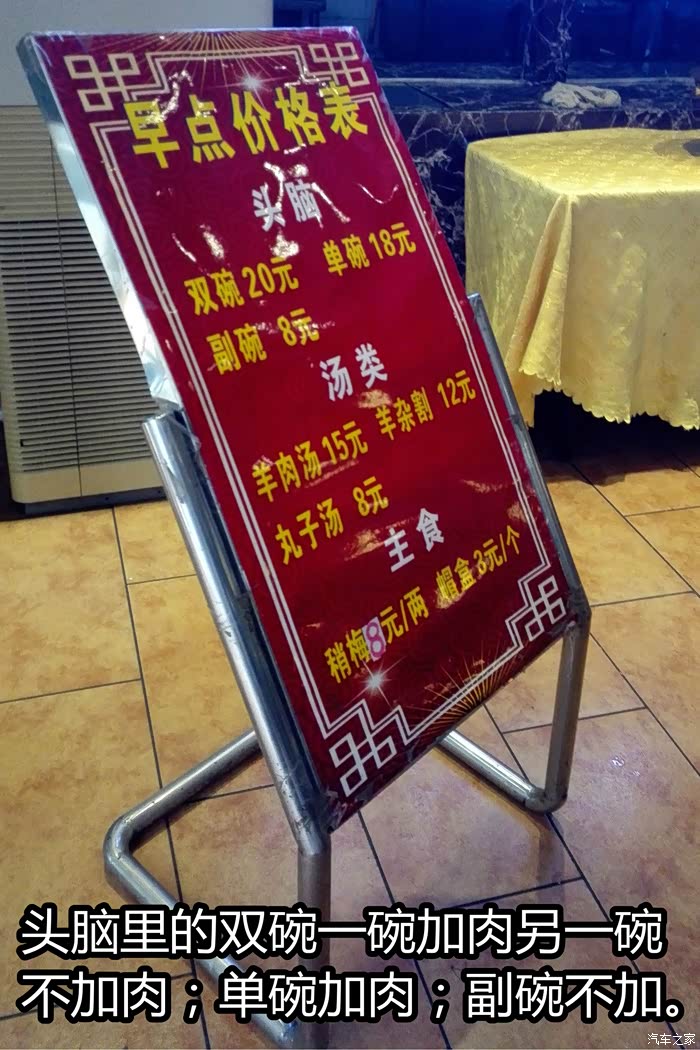 早点价格表
头脑
双碗20元 单碗18元
副碗 8元
汤类
羊肉汤15元 羊杂割 12元
丸子汤 8元
主食
稍梅8元/两 帽盒3元/个
头脑里的双碗一碗加肉另一碗
不加肉；单碗加肉；副碗不加。
汽车之家